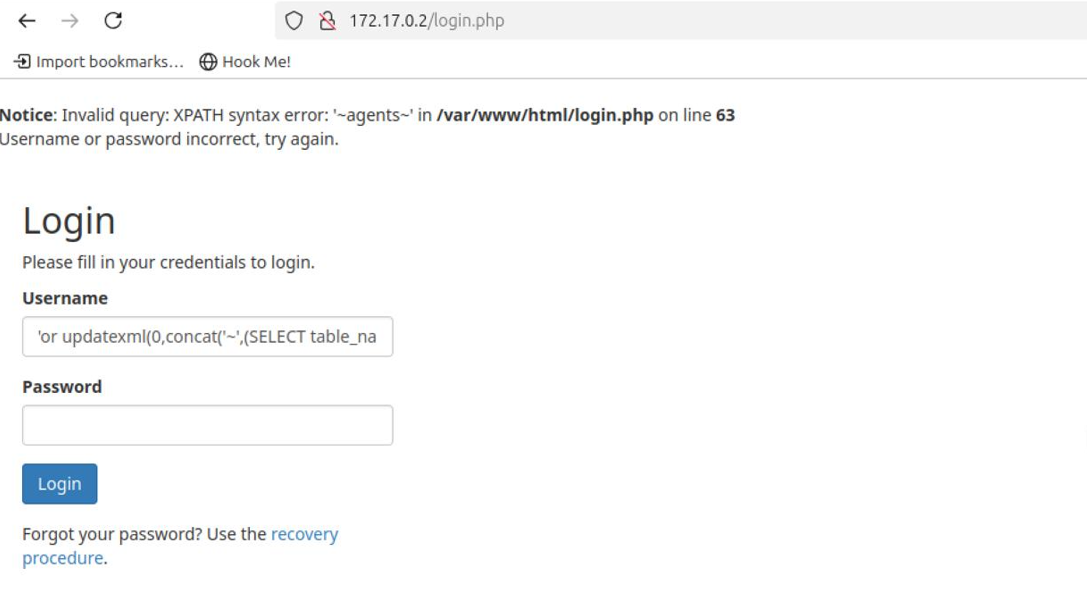 172.17.0.2/login.php
Import bookmarks... Hook Me!
Notice: Invalid query: XPATH syntax error: '~agents~' in /var/www/html/login.php on line 63
Username or password incorrect, try again.
Login
Please fill in your credentials to login.
Username
'or updatexml(0,concat('~',(SELECT table_na
Password
Login
Forgot your password? Use the recovery
procedure.